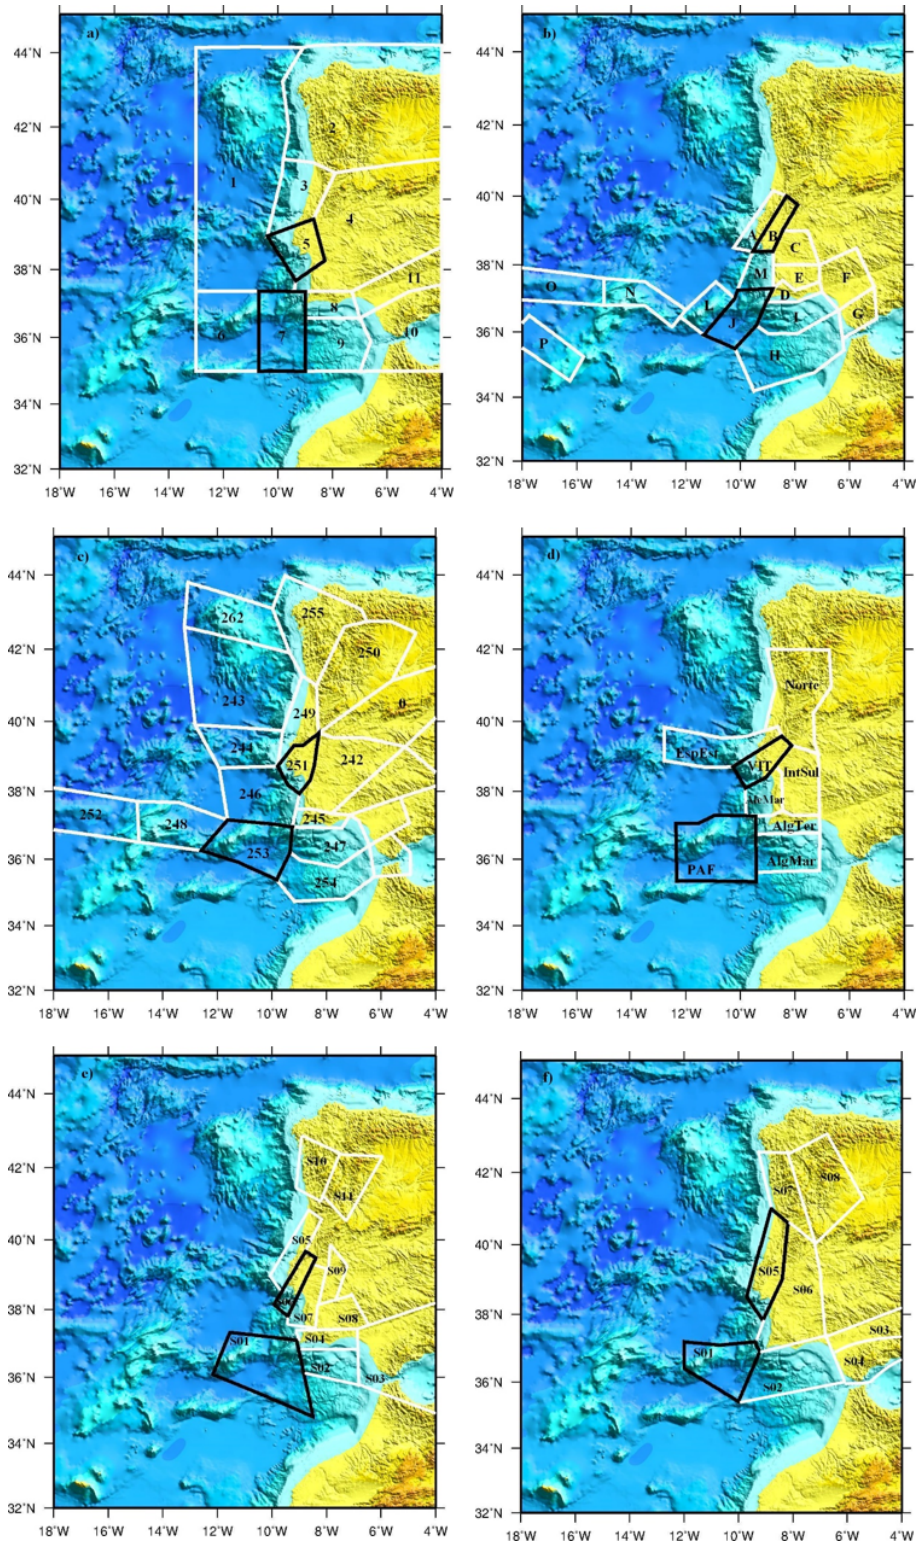 a)
44°N
42°N
40°N
38°N
36°N
34°N
32°N
2
1
3
4
5
11
8
6
7
9
10
18°W 16°W 14°W 12°W 10°W 8°W 6°W 4°W
b)
44°N
42°N
40°N
38°N
36°N
34°N
32°N
A
B
C
M
E
F
O
N
L
D
G
J
I
P
H
18°W 16°W 14°W 12°W 10°W 8°W 6°W 4°W
c)
44°N
42°N
40°N
38°N
36°N
34°N
32°N
262
255
250
243
249
0
244
251
242
246
252
248
245
253
247
254
18°W 16°W 14°W 12°W 10°W 8°W 6°W 4°W
d)
44°N
42°N
40°N
38°N
36°N
34°N
32°N
Norte
EspEst
VIT
IntSul
AlgTer
PAF
AlgMar
18°W 16°W 14°W 12°W 10°W 8°W 6°W 4°W
e)
44°N
42°N
40°N
38°N
36°N
34°N
32°N
S10
S11
S05
S09
S07
S08
S01
S04
S02
S03
18°W 16°W 14°W 12°W 10°W 8°W 6°W 4°W
f)
44°N
42°N
40°N
38°N
36°N
34°N
32°N
S08
S07
S05
S06
S03
S01
S04
S02
18°W 16°W 14°W 12°W 10°W 8°W 6°W 4°W